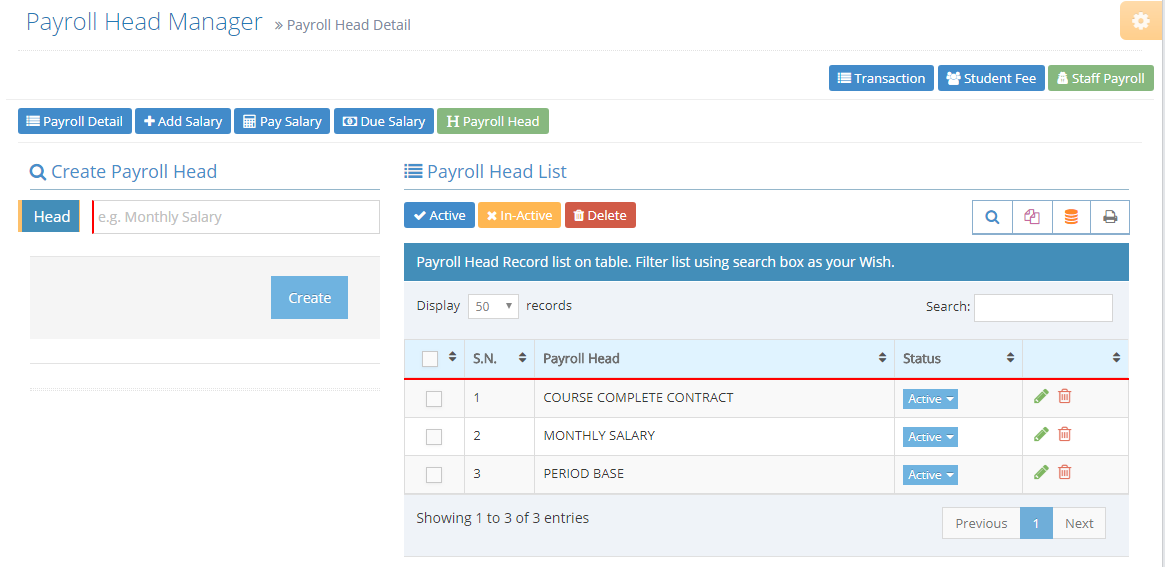 Payroll Head Manager » Payroll Head Detail
Transaction Student Fee Staff Payroll
Payroll Detail Add Salary Pay Salary Due Salary H Payroll Head
Create Payroll Head
Head e.g. Monthly Salary
Create
Payroll Head List
Active In-Active Delete
Payroll Head Record list on table. Filter list using search box as your Wish.
Display 50 records Search:
S.N. Payroll Head Status
1 COURSE COMPLETE CONTRACT Active
2 MONTHLY SALARY Active
3 PERIOD BASE Active
Showing 1 to 3 of 3 entries
Previous 1 Next